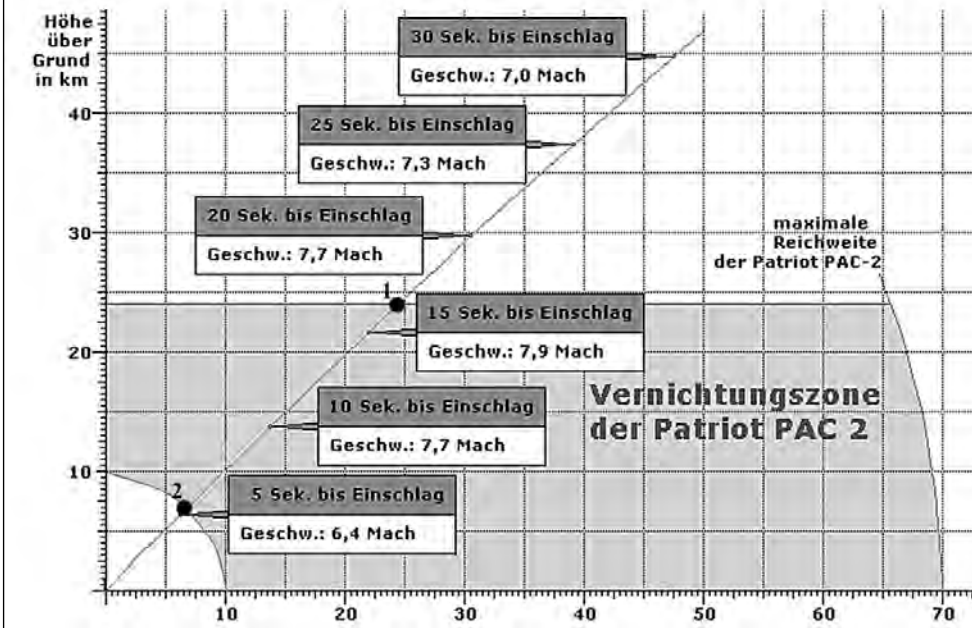 Höhe
über
Grund
in km
40
30
20
10
30 Sek. bis Einschlag
Geschw.: 7,0 Mach
25 Sek. bis Einschlag
Geschw.: 7,3 Mach
20 Sek. bis Einschlag
Geschw.: 7,7 Mach
maximale
Reichweite
der Patriot PAC-2
1
15 Sek. bis Einschlag
Geschw.: 7,9 Mach
Vernichtungszone
der Patriot PAC 2
10 Sek. bis Einschlag
Geschw.: 7,7 Mach
2
5 Sek. bis Einschlag
Geschw.: 6,4 Mach
10 20 30 40 50 60 70